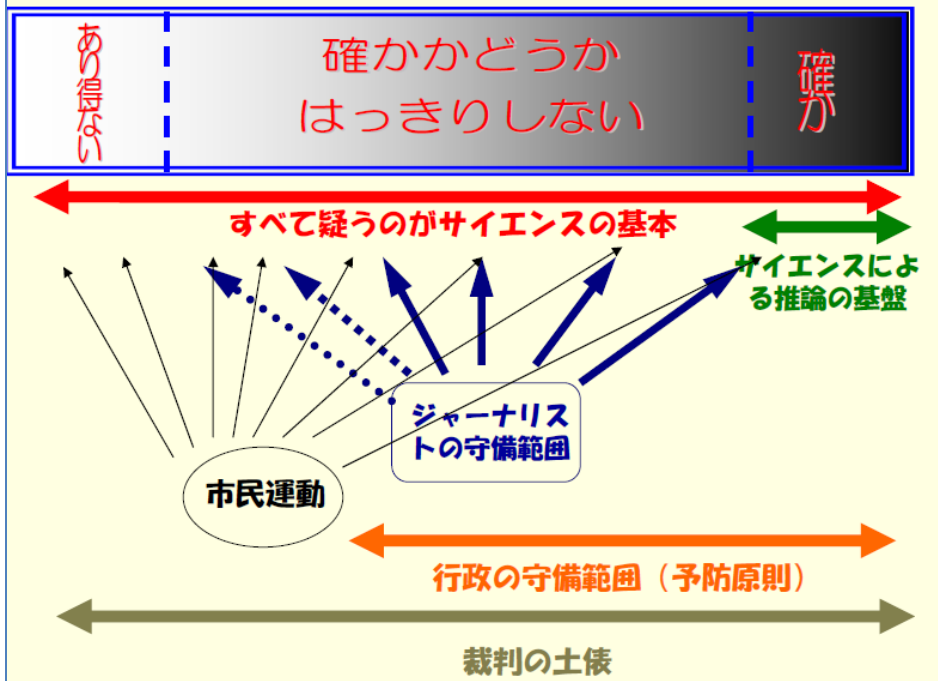 あり得ない
確かかどうか
はっきりしない
確か
すべて疑うのがサイエンスの基本
サイエンスによ
る推論の基盤
ジャーナリス
トの守備範囲
市民運動
行政の守備範囲（予防原則）
裁判の土俵